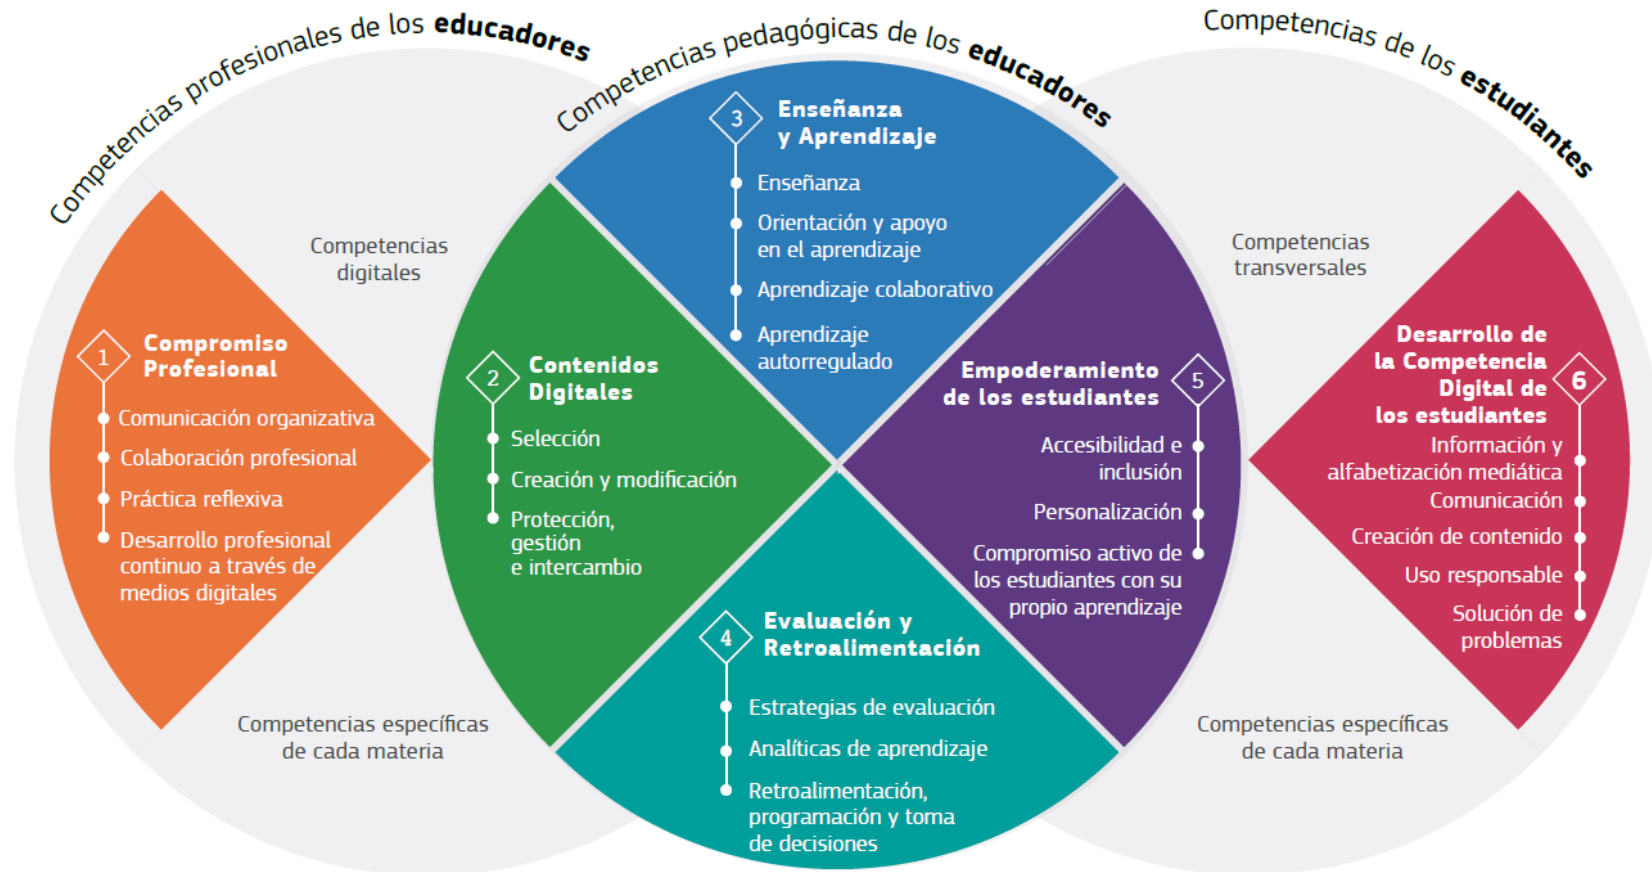 Competencias profesionales de los educadores
Competencias pedagógicas de los educadores
Competencias de los estudiantes
Competencias
digitales
Competencias específicas
de cada materia
1
Compromiso
Profesional
Comunicación organizativa
Colaboración profesional
Práctica reflexiva
Desarrollo profesional
continuo a través de
medios digitales
2
Contenidos
Digitales
Selección
Creación y modificación
Protección,
gestión
e intercambio
3
Enseñanza
y Aprendizaje
Enseñanza
Orientación y apoyo
en el aprendizaje
Aprendizaje colaborativo
Aprendizaje
autorregulado
4
Evaluación y
Retroalimentación
Estrategias de evaluación
Analíticas de aprendizaje
Retroalimentación,
programación y toma
de decisiones
5
Empoderamiento
de los estudiantes
Accesibilidad e
inclusión
Personalización
Compromiso activo de
los estudiantes con su
propio aprendizaje
Competencias
transversales
Competencias específicas
de cada materia
6
Desarrollo de
la Competencia
Digital de
los estudiantes
Información y
alfabetización mediática
Comunicación
Creación de contenido
Uso responsable
Solución de
problemas